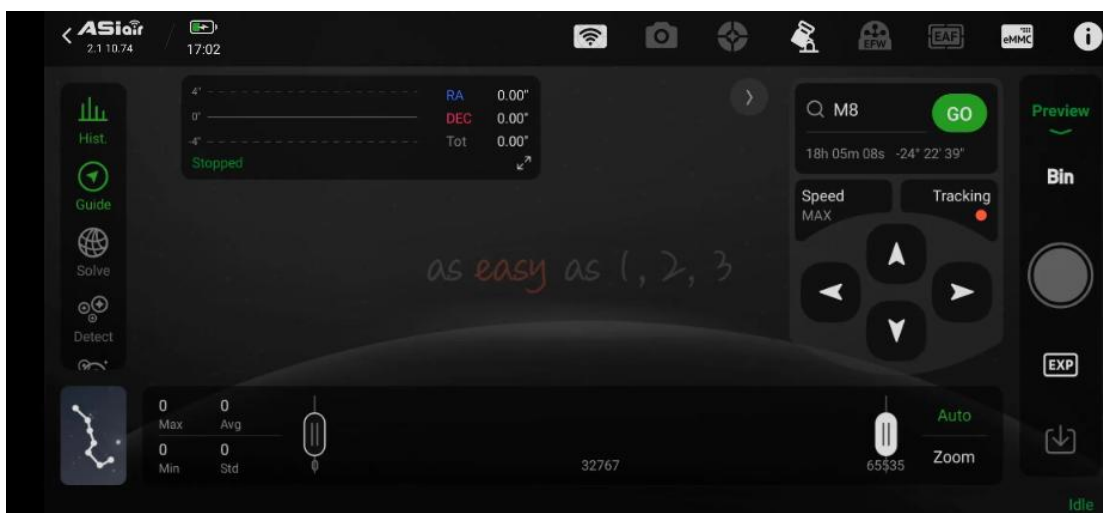 ASiair
2.1 10.74
17:02
EFW
EAF
eMMC
i
Hist.
Guide
Solve
Detect
4"
0"
-4"
RA 0.00"
DEC 0.00"
Tot 0.00"
Stopped
as easy as 1, 2, 3
M8
GO
18h 05m 08s -24° 22' 39"
Speed
MAX
Tracking
Preview
Bin
EXP
0 0
Max Avg
0 0
Min Std
0
32767
65535
Auto
Zoom
Idle